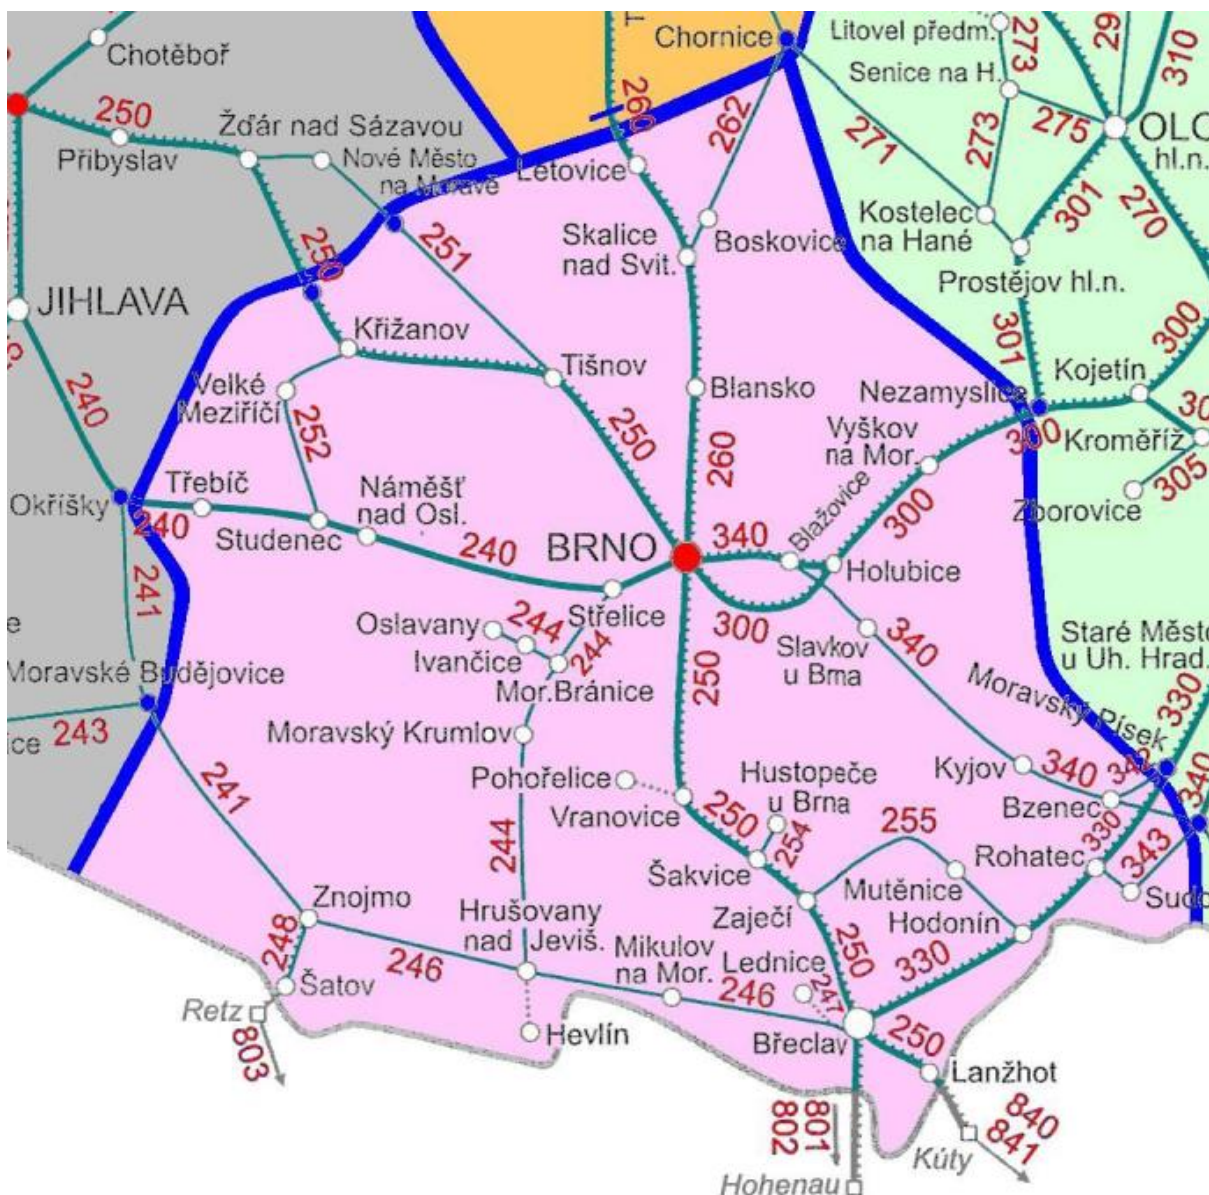 Chotěboř
250
Přibyslav
Žďár nad Sázavou
Nové Město
na Moravě
251
250
JIHLAVA
240
Křižanov
Velké
Meziříčí
252
Tišnov
250
260
Letovice
262
Chornice
271
Skalice
nad Svit.
Boskovice
Blansko
260
Litovel předm.
273
Senice na H.
273
275
310
OLO
hl.n.
301
270
Kostelec
na Hané
Prostějov hl.n.
301
300
Kojetín
Nezamyslice
300
Kroměříž
305
Zborovice
Vyškov
na Mor.
300
Okříšky
Třebíč
240
Studenec
Náměšť
nad Osl.
240
BRNO
340
Blažovice
Holubice
300
Střelice
241
Oslavany
244
Ivančice
244
Mor.Bránice
250
Slavkov
u Brna
340
Staré Město
u Uh. Hrad.
330
Moravský Písek
Moravské Budějovice
243
241
Moravský Krumlov
Pohořelice
Vranovice
Hustopeče
u Brna
250
254
Kyjov
340
342
340
Bzenec
244
Šakvice
255
Rohatec
330
343
Mutěnice
Zaječí
Hodonín
Znojmo
248
Hrušovany
nad Jeviš.
246
Mikulov
na Mor.
Lednice
247
250
330
246
Šatov
Retz
803
Hevlín
Břeclav
250
Lanžhot
801
802
840
841
Kúty
Hohenau